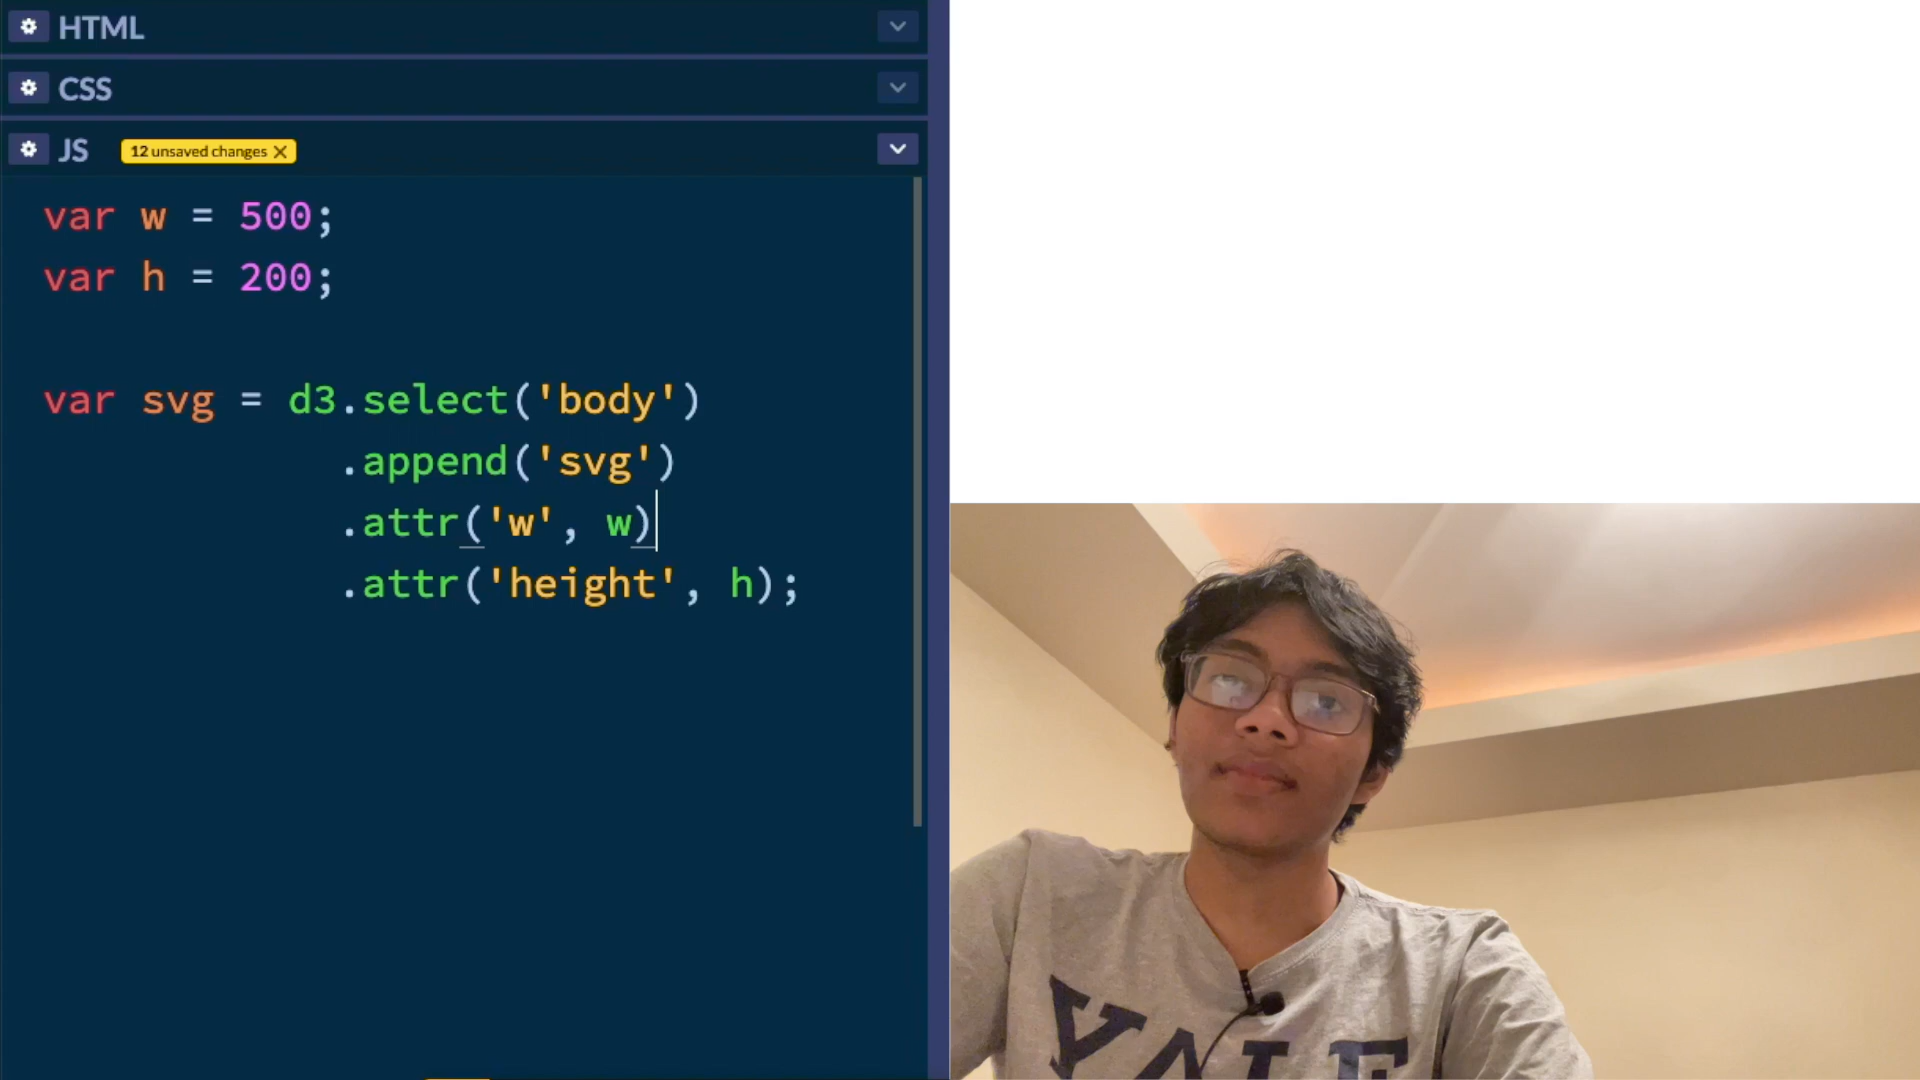 HTML
CSS
JS 12 unsaved changes
var w = 500;
var h = 200;
var svg = d3.select('body')
.append('svg')
.attr('w', w)
.attr('height', h);
YALE